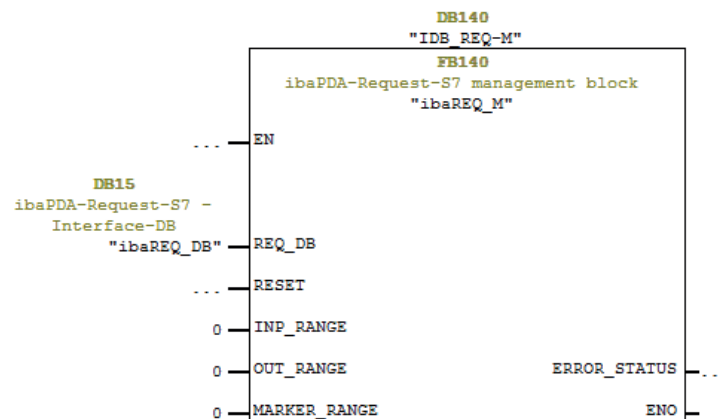 DB140
"IDB_REQ-M"
FB140
ibaPDA-Request-S7 management block
"ibaREQ_M"
... EN
DB15
ibaPDA-Request-S7 -
Interface-DB
"ibaREQ_DB" REQ_DB
... RESET
0 INP_RANGE
0 OUT_RANGE ERROR_STATUS ..
0 MARKER_RANGE ENO